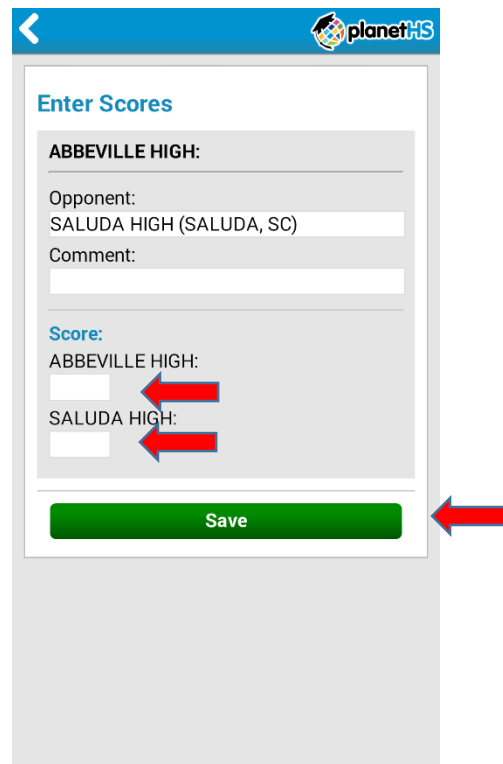 planetHS
Enter Scores
ABBEVILLE HIGH:
Opponent:
SALUDA HIGH (SALUDA, SC)
Comment:
Score:
ABBEVILLE HIGH:
SALUDA HIGH:
Save